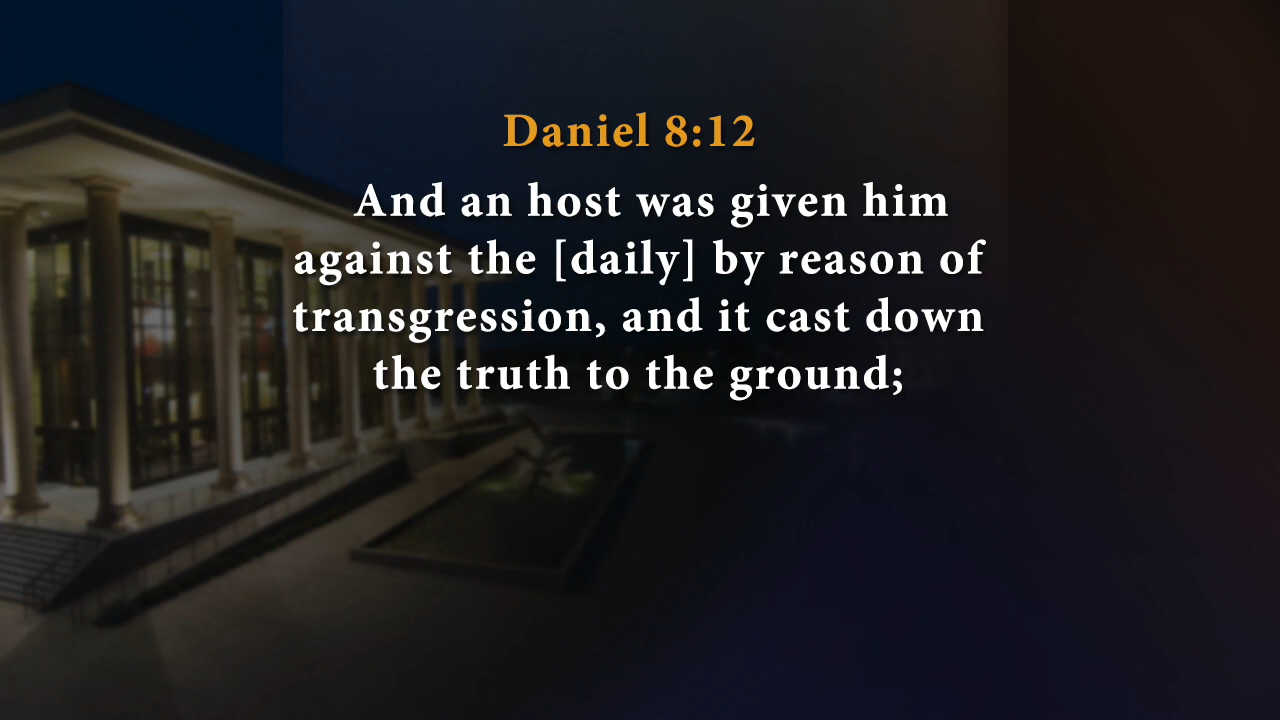 Daniel 8:12
And an host was given him
against the [daily] by reason of
transgression, and it cast down
the truth to the ground;